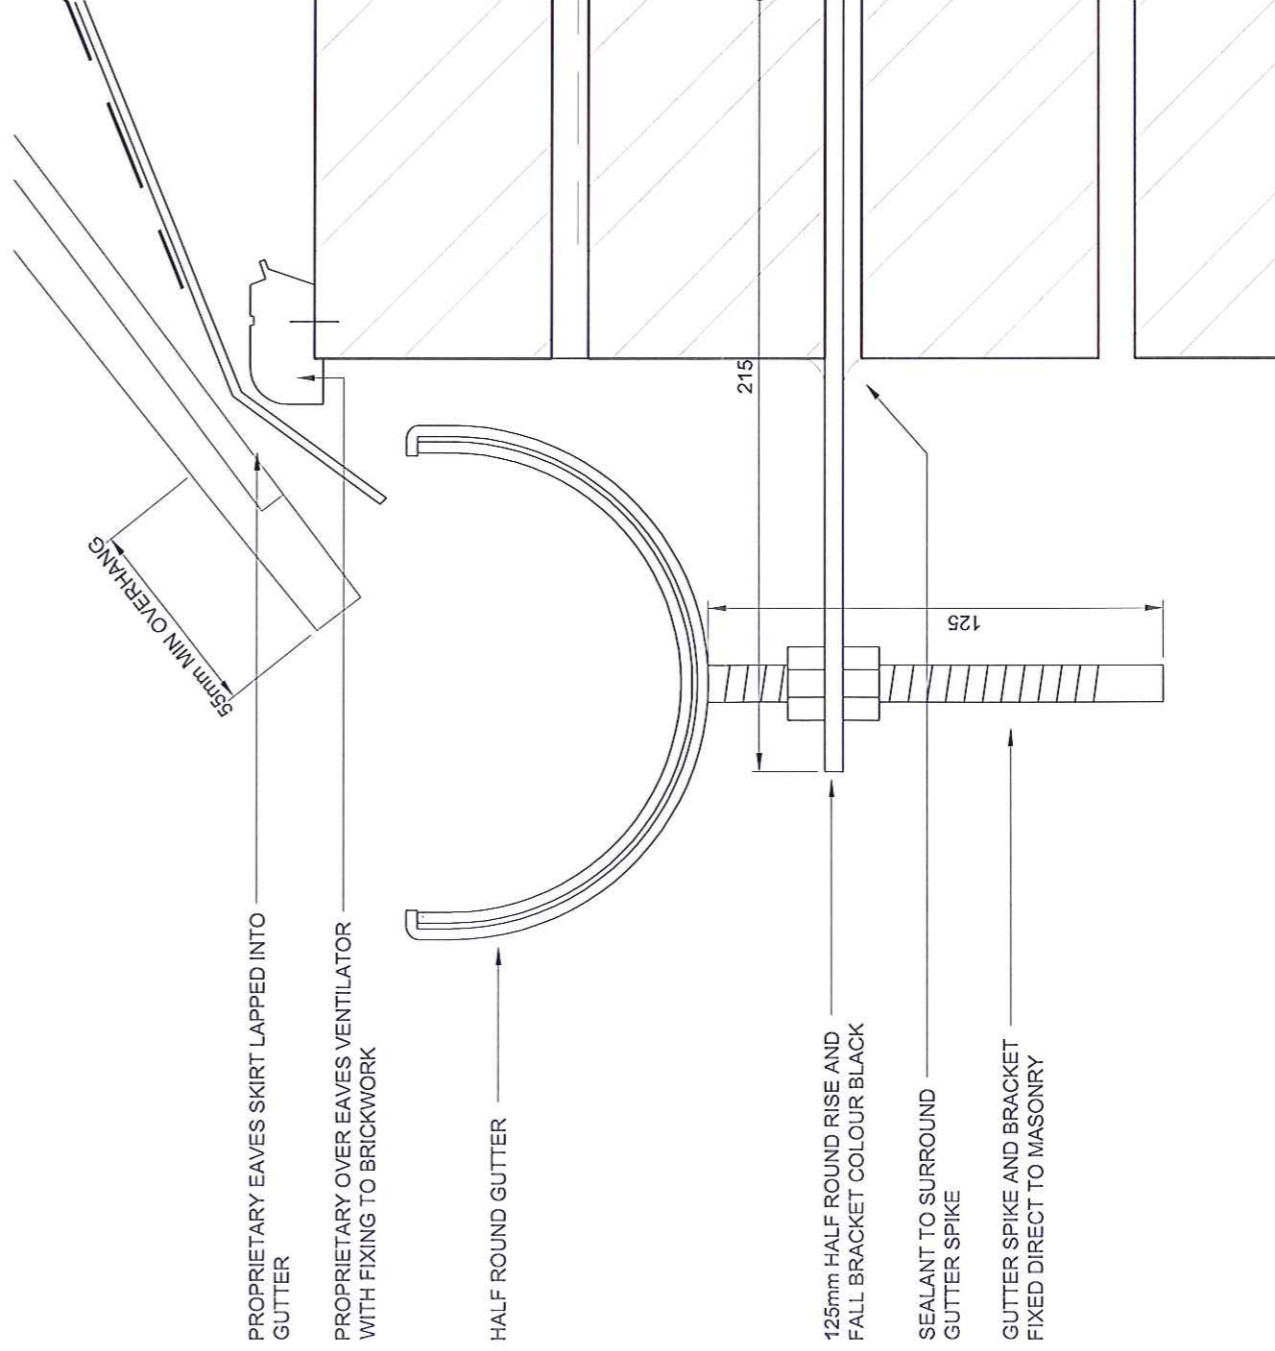 PROPRIETARY EAVES SKIRT LAPPED INTO
GUTTER
PROPRIETARY OVER EAVES VENTILATOR
WITH FIXING TO BRICKWORK
HALF ROUND GUTTER
125mm HALF ROUND RISE AND
FALL BRACKET COLOUR BLACK
SEALANT TO SURROUND
GUTTER SPIKE
GUTTER SPIKE AND BRACKET
FIXED DIRECT TO MASONRY
55mm MIN OVERHANG
215
125